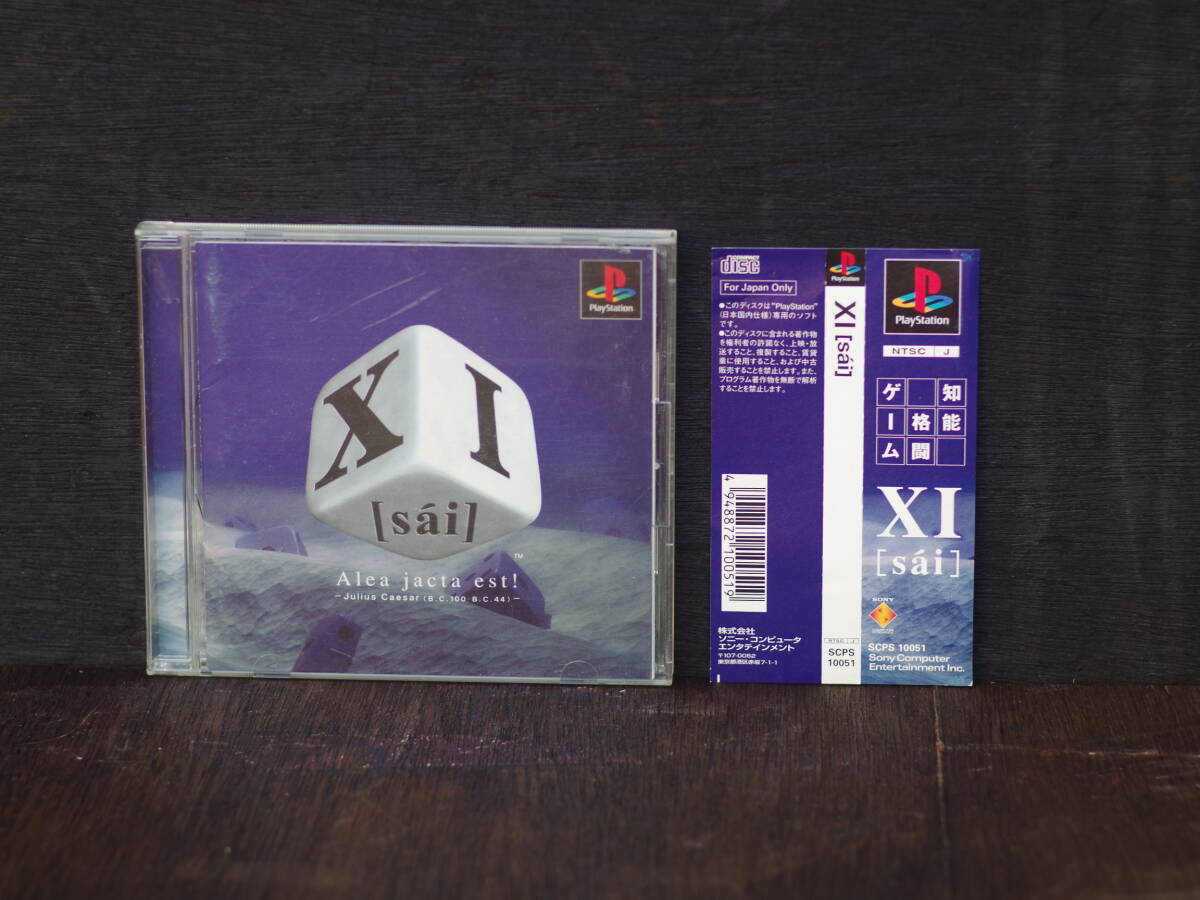 PlayStation
XI
[sái]
™
Alea jacta est!
－Julius Caesar (B.C.100-B.C.44)－
COMPACT
disc
For Japan Only
●このディスクは"PlayStation"
(日本国内仕様)専用のソフト
です。
●このディスクに含まれる著作物
を権利者の許諾なく、上映・放
送すること、複製すること、賃貸
業に使用すること、および中古
販売することを禁止します。また、
プログラム著作物を無断で解析
することを禁止します。
4 948872 100519
株式会社
ソニー・コンピュータ
エンタテインメント
〒107-0052
東京都港区赤坂7-1-1
PlayStation
XI [sái]
NTSC J
SCPS
10051
PlayStation
NTSC J
知能
格闘
ゲーム
XI
[sái]
SONY
SCPS 10051
Sony Computer
Entertainment Inc.